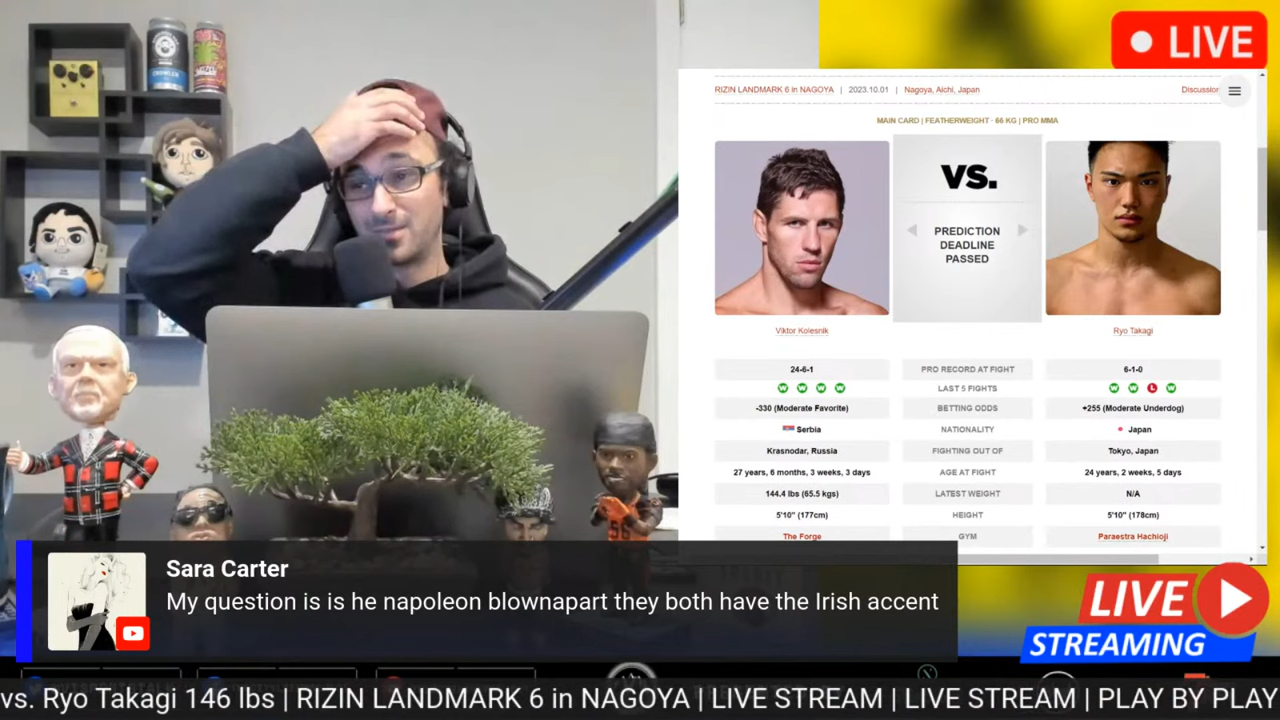 LIVE
RIZIN LANDMARK 6 in NAGOYA | 2023.10.01 | Nagoya, Aichi, Japan Discussion
MAIN CARD | FEATHERWEIGHT · 66 KG | PRO MMA
VS.
PREDICTION
DEADLINE
PASSED
Viktor Kolesnik Ryo Takagi
24-6-1 PRO RECORD AT FIGHT 6-1-0
W W W W LAST 5 FIGHTS W W L W
-330 (Moderate Favorite) BETTING ODDS +255 (Moderate Underdog)
Serbia NATIONALITY Japan
Krasnodar, Russia FIGHTING OUT OF Tokyo, Japan
27 years, 6 months, 3 weeks, 3 days AGE AT FIGHT 24 years, 2 weeks, 5 days
144.4 lbs (65.5 kgs) LATEST WEIGHT N/A
5'10" (177cm) HEIGHT 5'10" (178cm)
The Forge GYM Paraestra Hachioji
CROWLER
56
Sara Carter
My question is is he napoleon blownapart they both have the Irish accent
LIVE
STREAMING
vs. Ryo Takagi 146 lbs | RIZIN LANDMARK 6 in NAGOYA | LIVE STREAM | LIVE STREAM | PLAY BY PLAY